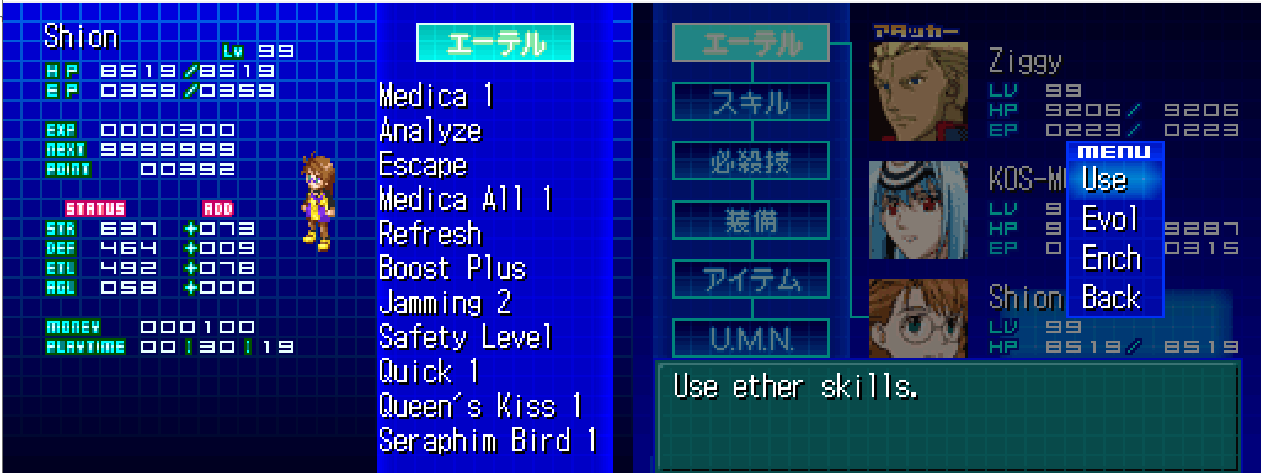 Shion
Lv 99
HP 8519/8519
EP 0359/0359
EXP 0000300
NEXT 9999999
POINT 00392
STATUS ADD
STR 637 +073
DEF 464 +009
ETL 492 +078
AGL 058 +000
MONEY 000100
PLAYTIME 00:30:19
エーテル
Medica 1
Analyze
Escape
Medica All 1
Refresh
Boost Plus
Jamming 2
Safety Level
Quick 1
Queen's Kiss 1
Seraphim Bird 1
エーテル
スキル
必殺技
装備
アイテム
U.M.N.
アタッカー
Ziggy
LV 99
HP 9206/ 9206
EP 0223/ 0223
KOS-M
LV 9
HP 9 9287
EP 0 0315
Shion
LV 99
HP 8519/ 8519
MENU
Use
Evol
Ench
Back
Use ether skills.